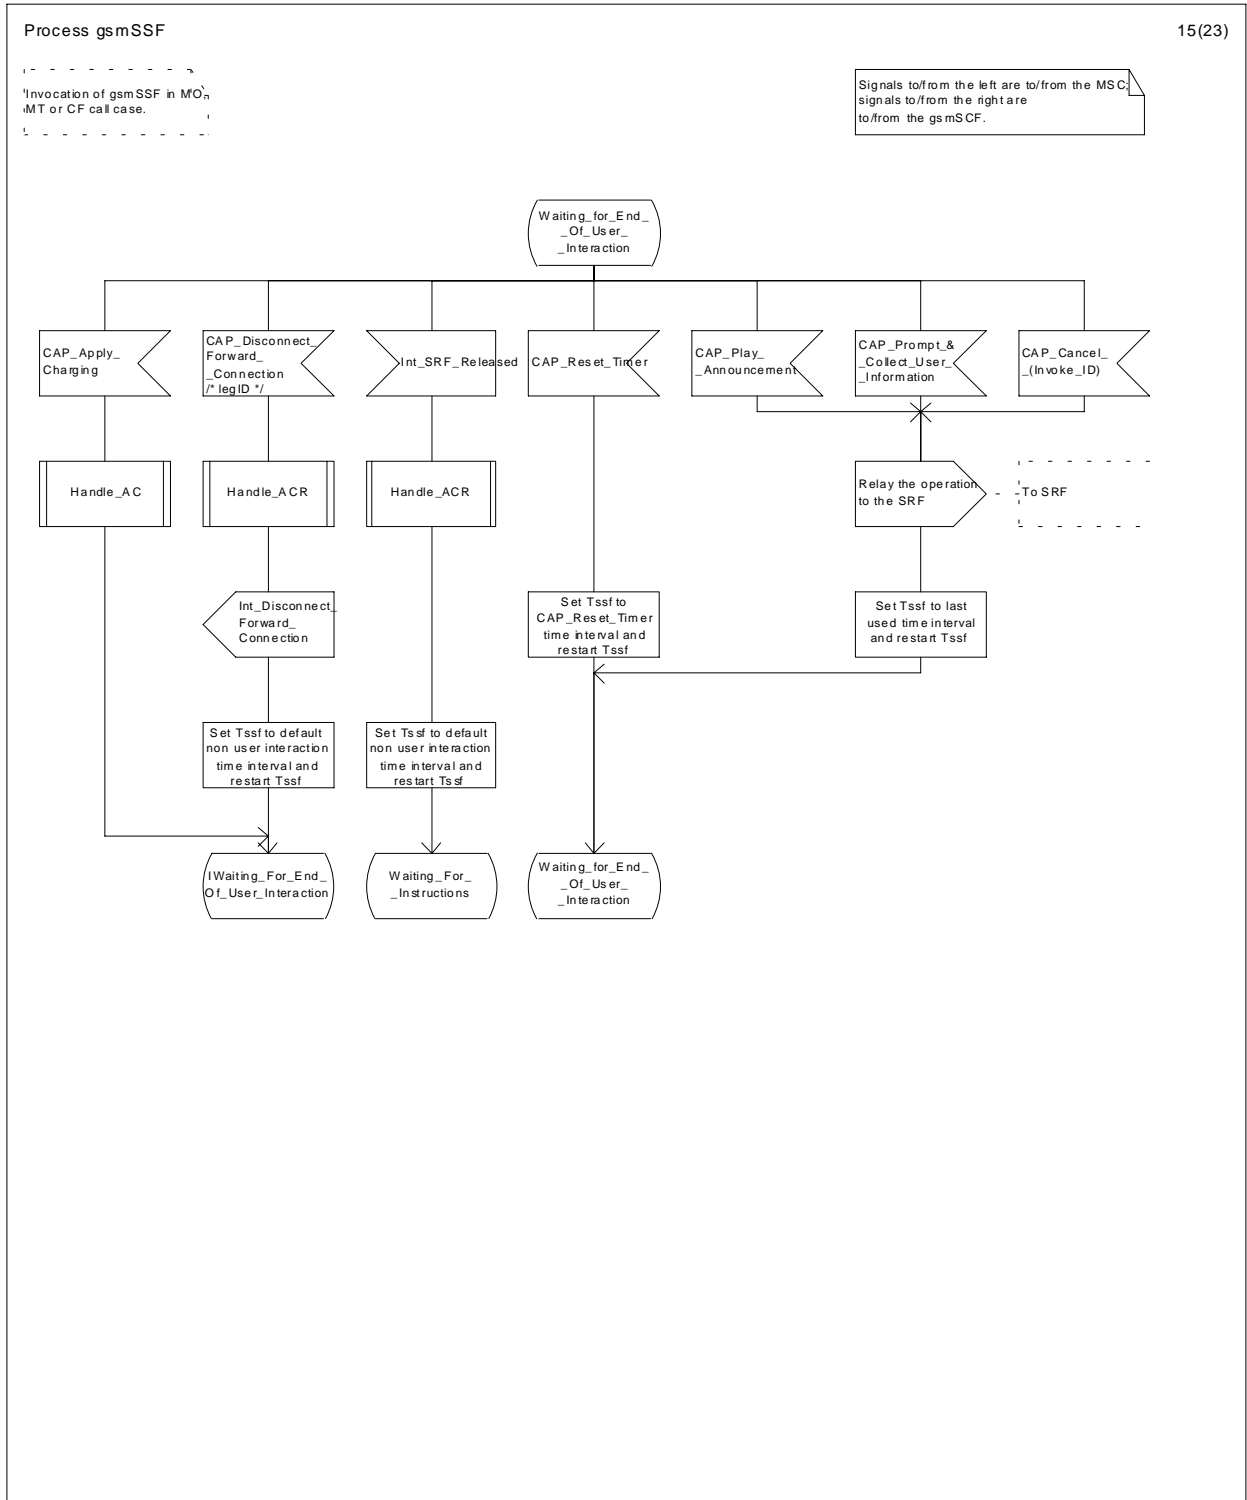 Process gsmSSF
15(23)
Invocation of gsmSSF in MO,
MT or CF call case.
Signals to/from the left are to/from the MSC;
signals to/from the right are
to/from the gsmSCF.
Waiting_for_End_
_Of_User_
_Interaction
CAP_Apply_
_Charging
CAP_Disconnect_
_Forward_
_Connection
/* legID */
Int_SRF_Released
CAP_Reset_Timer
CAP_Play_
_Announcement
CAP_Prompt_&
_Collect_User_
_Information
CAP_Cancel_
_(Invoke_ID)
Handle_AC
Handle_ACR
Handle_ACR
Relay the operation
to the SRF
To SRF
Int_Disconnect_
Forward_
Connection
Set Tssf to
CAP_Reset_Timer
time interval and
restart Tssf
Set Tssf to last
used time interval
and restart Tssf
Set Tssf to default
non user interaction
time interval and
restart Tssf
Set Tssf to default
non user interaction
time interval and
restart Tssf
IWaiting_For_End_
Of_User_Interaction
Waiting_For_
_Instructions
Waiting_for_End_
_Of_User_
_Interaction